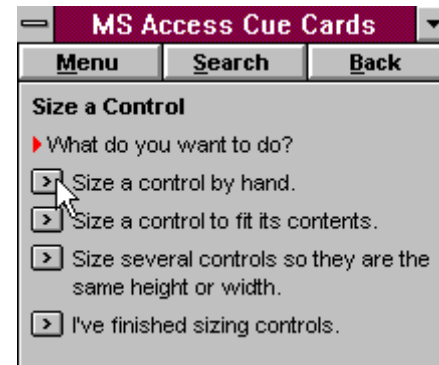 MS Access Cue Cards
Menu Search Back
Size a Control
What do you want to do?
> Size a control by hand.
> Size a control to fit its contents.
> Size several controls so they are the
same height or width.
> I've finished sizing controls.